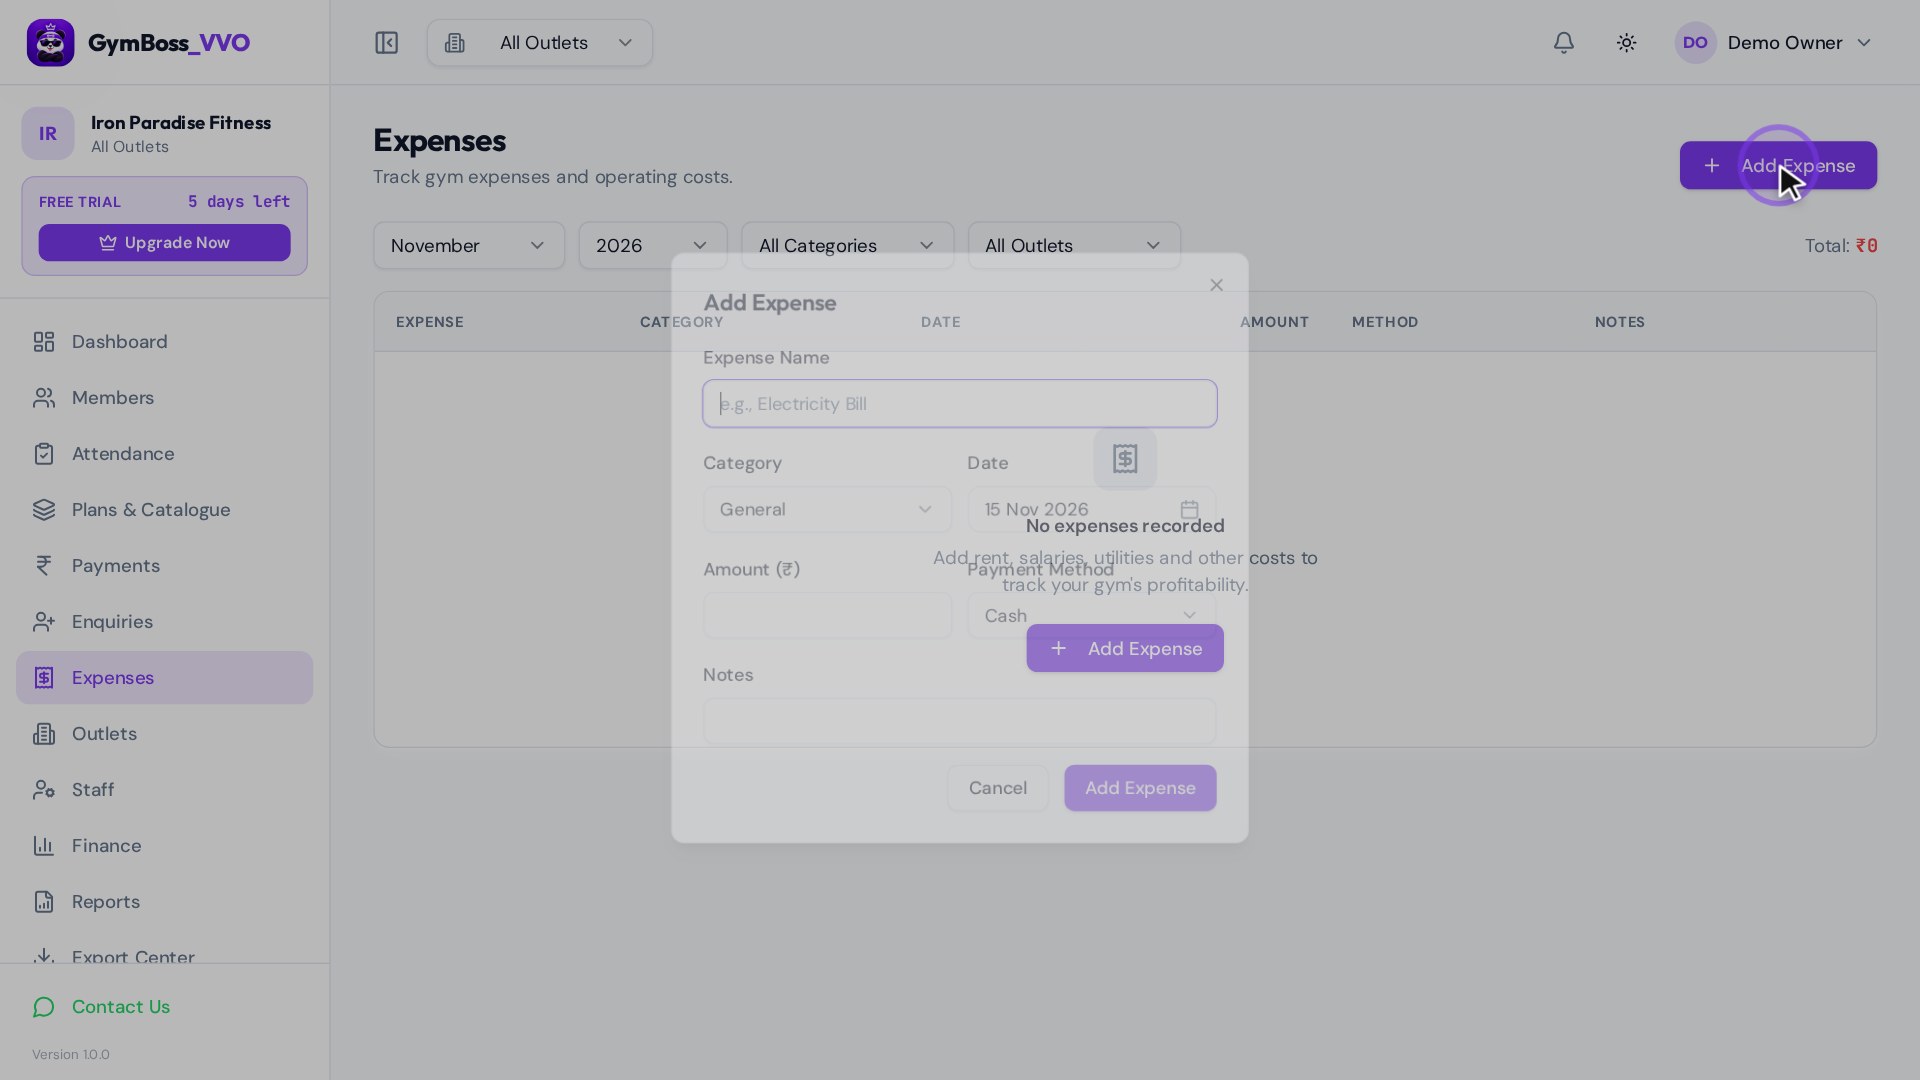 GymBoss_VVO
All Outlets
DO Demo Owner
IR Iron Paradise Fitness
All Outlets
FREE TRIAL 5 days left
Upgrade Now
Dashboard
Members
Attendance
Plans & Catalogue
Payments
Enquiries
Expenses
Outlets
Staff
Finance
Reports
Export Center
Contact Us
Version 1.0.0
Expenses
Track gym expenses and operating costs.
+ Add Expense
November 2026 All Categories All Outlets
Total: ₹0
EXPENSE CATEGORY DATE AMOUNT METHOD NOTES
No expenses recorded
Add rent, salaries, utilities and other costs to
track your gym's profitability.
+ Add Expense
Add Expense
Expense Name
e.g., Electricity Bill
Category Date
General 15 Nov 2026
Amount (₹) Payment Method
Cash
Notes
Cancel Add Expense